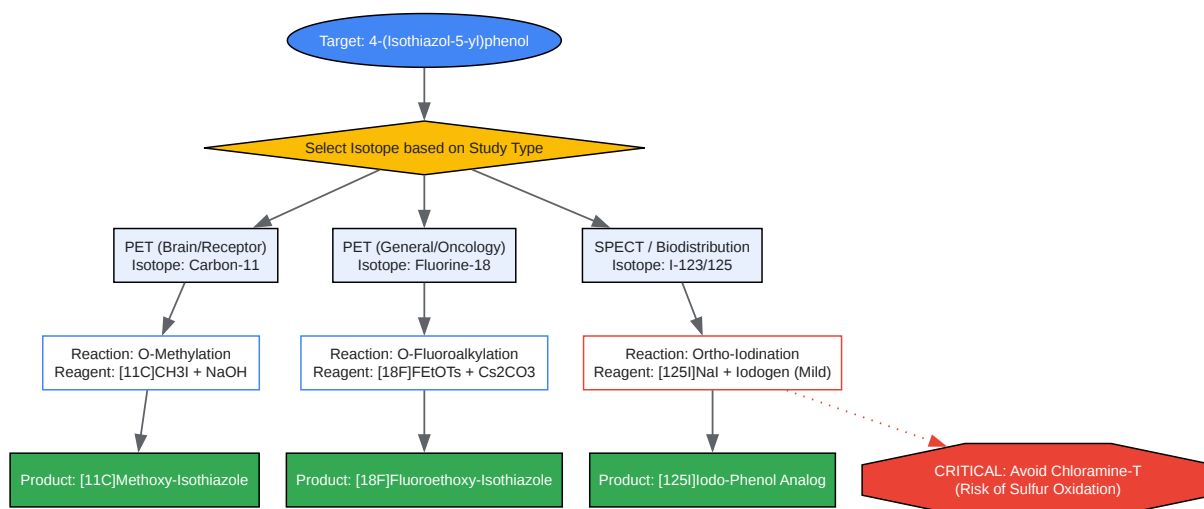 Target: 4-(Isothiazol-5-yl)phenol
Select Isotope based on Study Type
PET (Brain/Receptor)
Isotope: Carbon-11
PET (General/Oncology)
Isotope: Fluorine-18
SPECT / Biodistribution
Isotope: I-123/125
Reaction: O-Methylation
Reagent: [11C]CH3I + NaOH
Reaction: O-Fluoroalkylation
Reagent: [18F]FEtOTs + Cs2CO3
Reaction: Ortho-Iodination
Reagent: [125I]NaI + Iodogen (Mild)
Product: [11C]Methoxy-Isothiazole
Product: [18F]Fluoroethoxy-Isothiazole
Product: [125I]Iodo-Phenol Analog
CRITICAL: Avoid Chloramine-T
(Risk of Sulfur Oxidation)